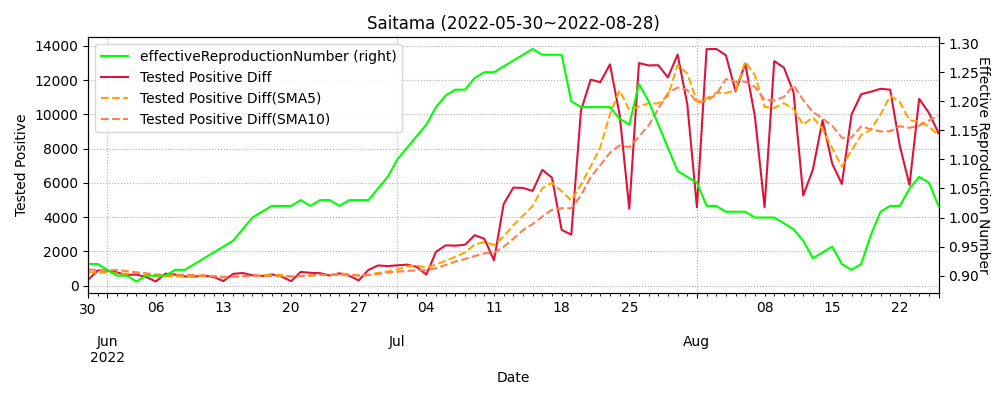 Saitama (2022-05-30~2022-08-28)
effectiveReproductionNumber (right)
Tested Positive Diff
Tested Positive Diff(SMA5)
Tested Positive Diff(SMA10)
Tested Positive
14000
12000
10000
8000
6000
4000
2000
0
1.30
1.25
1.20
1.15
1.10
1.05
1.00
0.95
0.90
Effective Reproduction Number
30 06 13 20 27 04 11 18 25 08 15 22
Jun Jul Aug
2022
Date